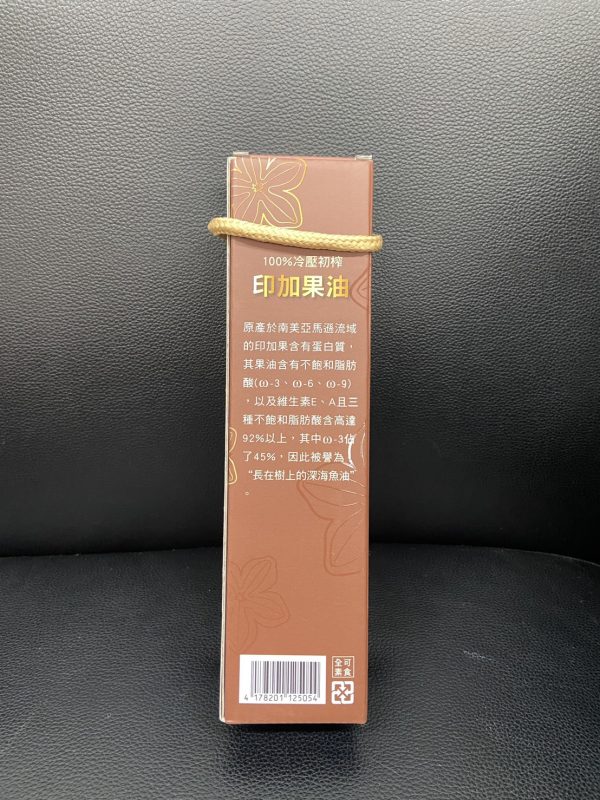 100%冷壓初榨
印加果油
原產於南美亞馬遜流域
的印加果含有蛋白質，
其果油含有不飽和脂肪
酸(ω-3、ω-6、ω-9)
，以及維生素E、A且三
種不飽和脂肪酸含高達
92%以上，其中ω-3佔
了45%，因此被譽為
“長在樹上的深海魚油”
。
全可
素食
4 178201 125054